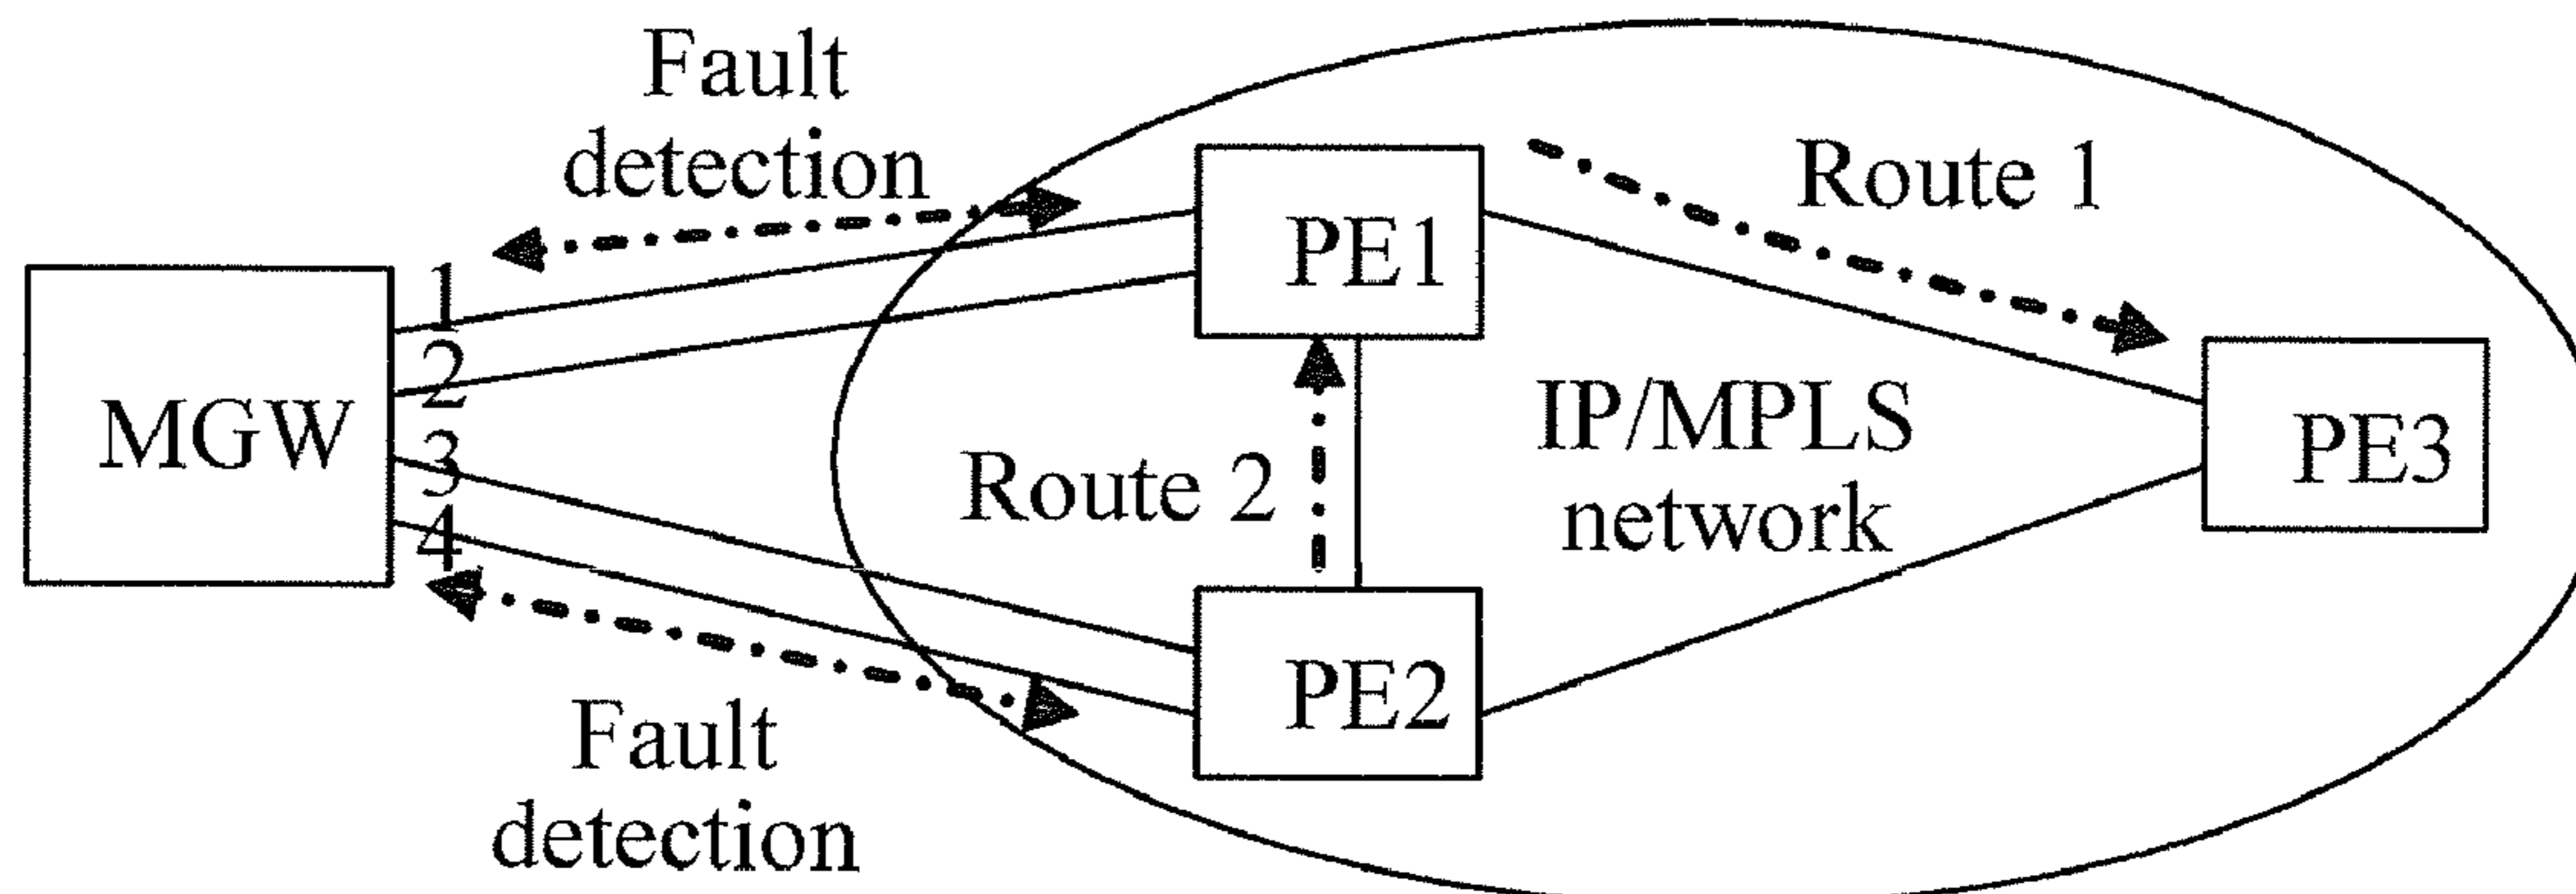 Fault
detection
Route 1
PE1
1
2
MGW
3
4
Route 2
IP/MPLS
network
PE3
PE2
Fault
detection